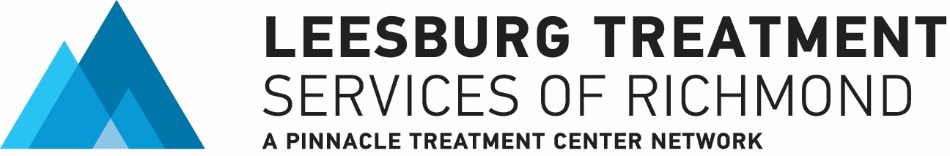 LEESBURG TREATMENT
SERVICES OF RICHMOND
A PINNACLE TREATMENT CENTER NETWORK